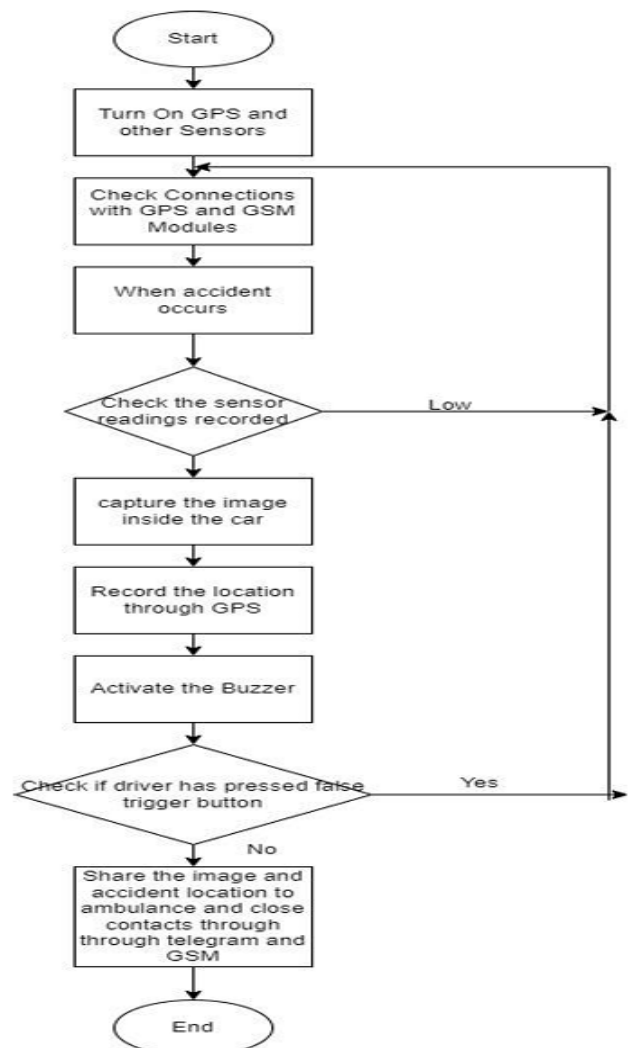 Start
Turn On GPS and
other Sensors
Check Connections
with GPS and GSM
Modules
When accident
occurs
Check the sensor
readings recorded
Low
capture the image
inside the car
Record the location
through GPS
Activate the Buzzer
Check if driver has pressed false
trigger button
Yes
No
Share the image and
accident location to
ambulance and close
contacts through
through telegram and
GSM
End